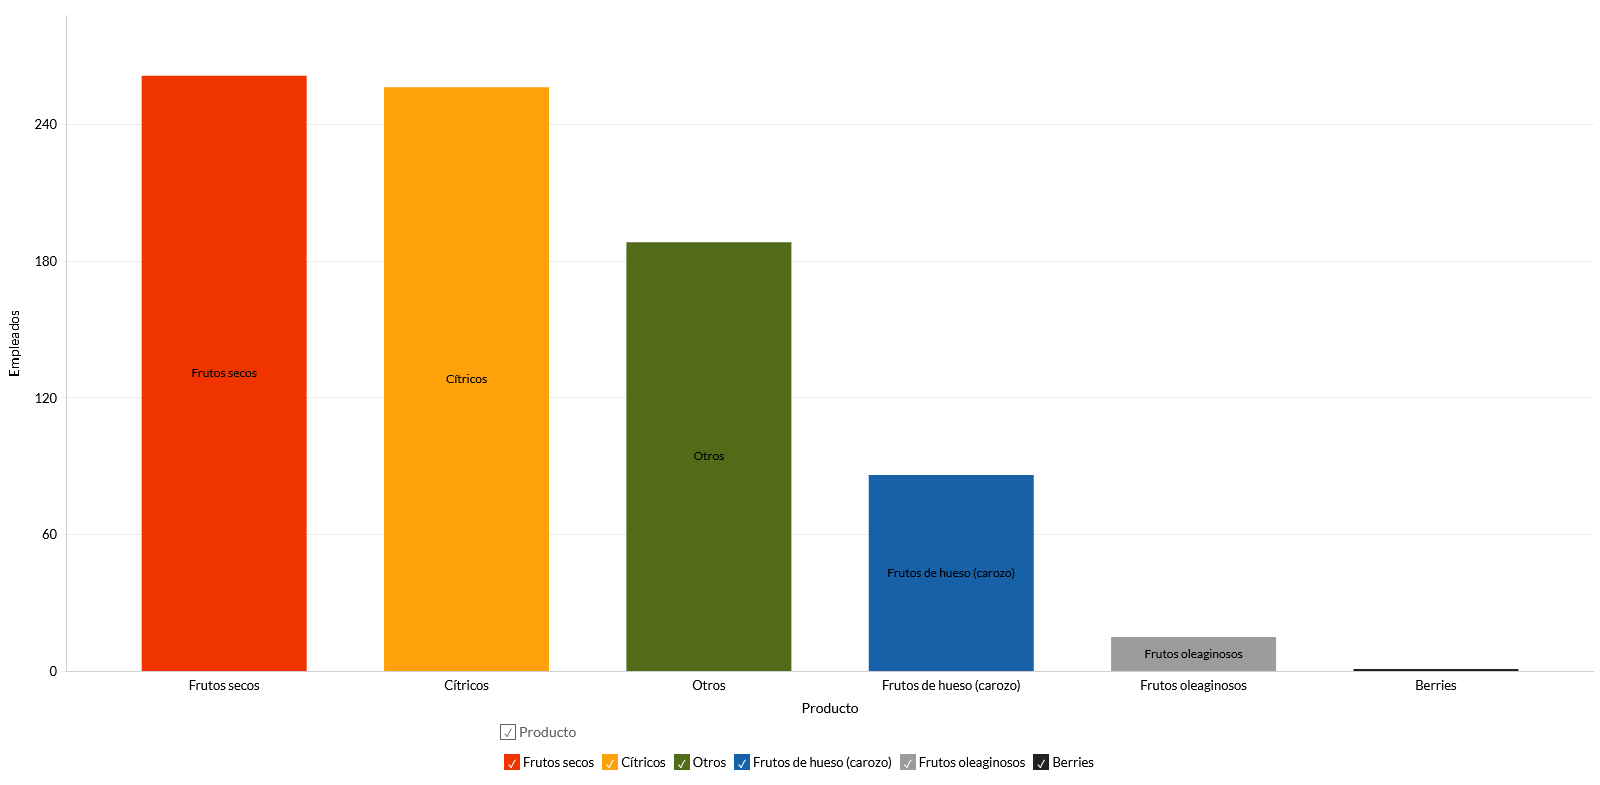 240
180
120
60
0
Empleados
Frutos secos
Cítricos
Otros
Frutos de hueso (carozo)
Frutos oleaginosos
Frutos secos
Cítricos
Otros
Frutos de hueso (carozo)
Frutos oleaginosos
Berries
Producto
Producto
Frutos secos Cítricos Otros Frutos de hueso (carozo) Frutos oleaginosos Berries